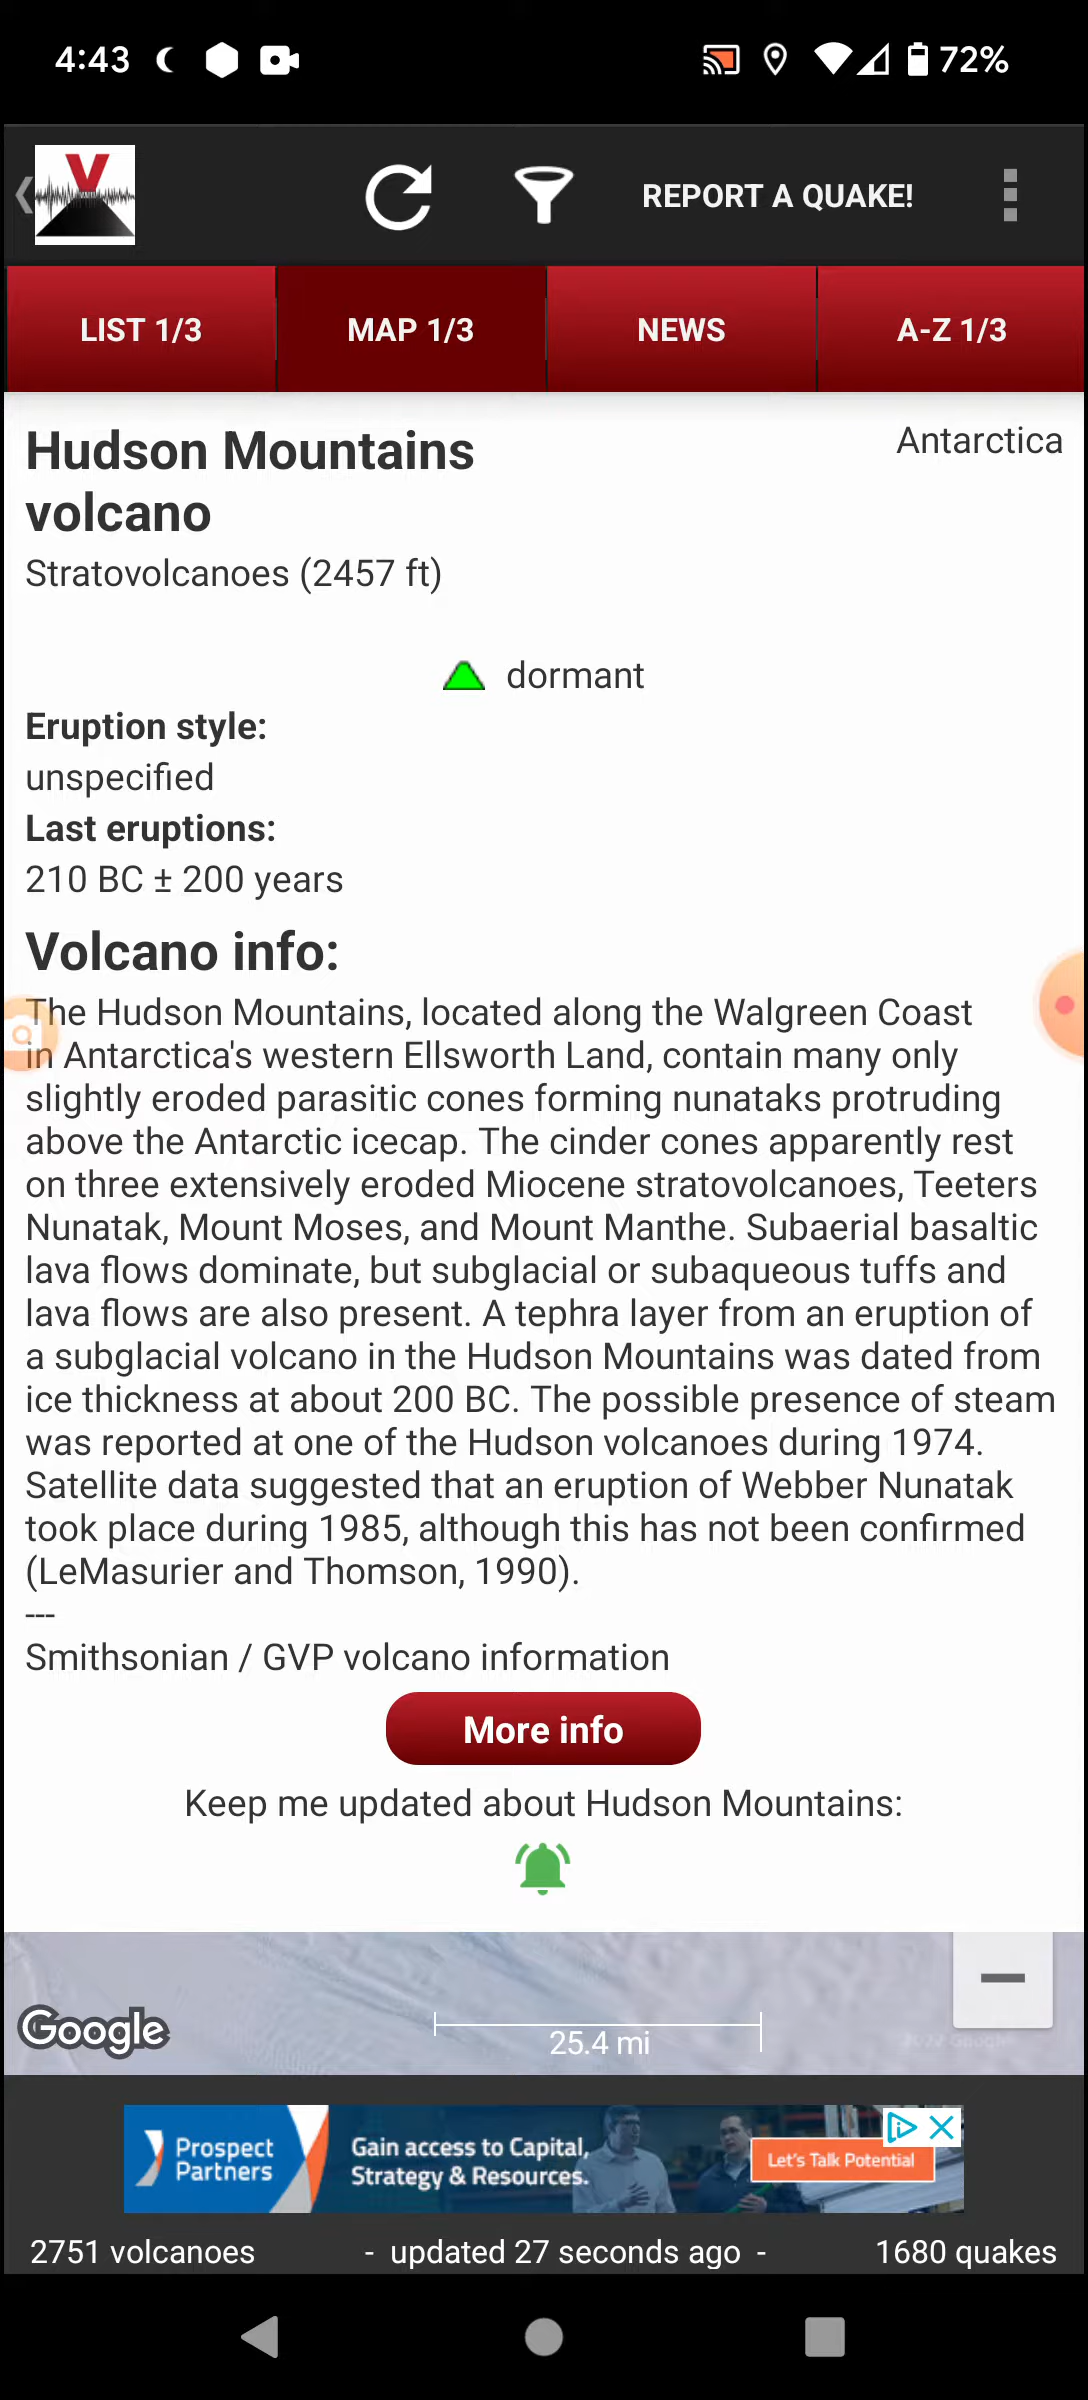 4:43
72%
V
REPORT A QUAKE!
LIST 1/3
MAP 1/3
NEWS
A-Z 1/3
Hudson Mountains
volcano
Antarctica
Stratovolcanoes (2457 ft)
dormant
Eruption style:
unspecified
Last eruptions:
210 BC ± 200 years
Volcano info:
The Hudson Mountains, located along the Walgreen Coast
in Antarctica's western Ellsworth Land, contain many only
slightly eroded parasitic cones forming nunataks protruding
above the Antarctic icecap. The cinder cones apparently rest
on three extensively eroded Miocene stratovolcanoes, Teeters
Nunatak, Mount Moses, and Mount Manthe. Subaerial basaltic
lava flows dominate, but subglacial or subaqueous tuffs and
lava flows are also present. A tephra layer from an eruption of
a subglacial volcano in the Hudson Mountains was dated from
ice thickness at about 200 BC. The possible presence of steam
was reported at one of the Hudson volcanoes during 1974.
Satellite data suggested that an eruption of Webber Nunatak
took place during 1985, although this has not been confirmed
(LeMasurier and Thomson, 1990).
---
Smithsonian / GVP volcano information
More info
Keep me updated about Hudson Mountains:
Google
25.4 mi
Prospect
Partners
Gain access to Capital,
Strategy & Resources.
Let's Talk Potential
2751 volcanoes
- updated 27 seconds ago -
1680 quakes